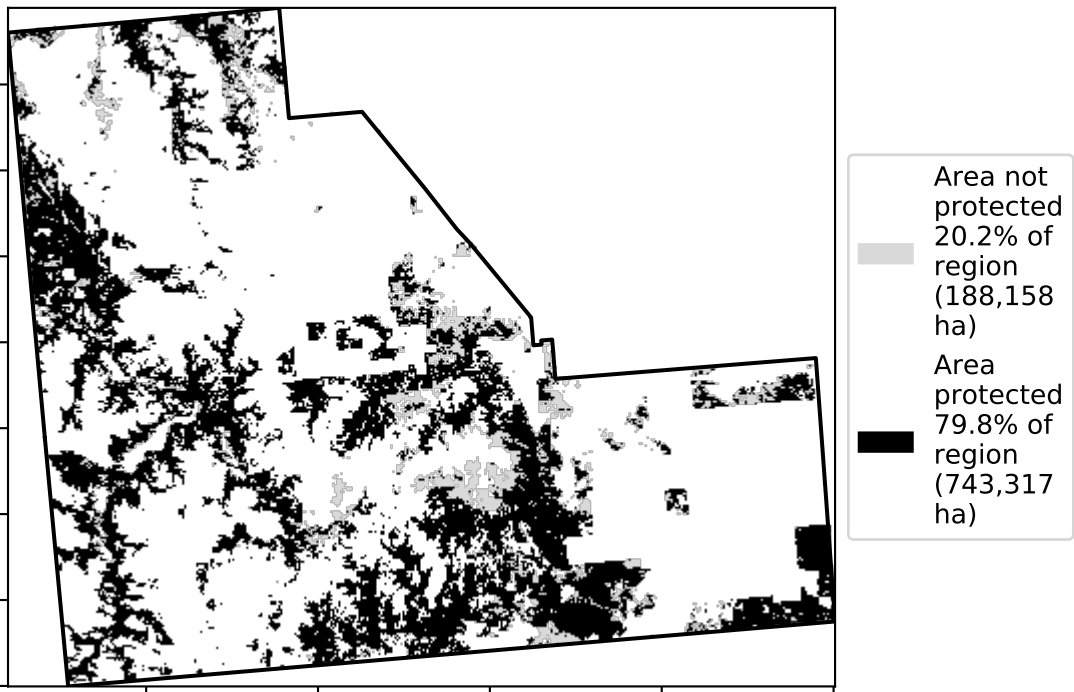 Area not
protected
20.2% of
region
(188,158
ha)
Area
protected
79.8% of
region
(743,317
ha)